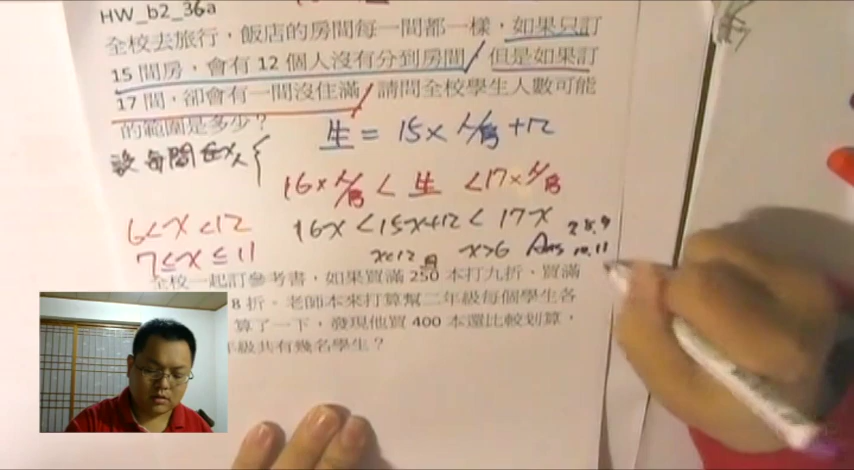 HW_b2_36a
全校去旅行，飯店的房間每一間都一樣，如果只訂
15 間房，會有 12 個人沒有分到房間，但是如果訂
17 間，卻會有一間沒住滿，請問全校學生人數可能
的範圍是多少？
生 = 15 × 人/房 + 12
設每間住x人
16 × 人/房 < 生 < 17 × 人/房
6 < x < 12
16x < 15x + 12 < 17x
7 ≤ x ≤ 11
x < 12 且 x > 6 Ans 7.8.9
10.11
全校一起訂參考書，如果買滿 250 本打九折，買滿
8 折。老師本來打算幫二年級每個學生各
算了一下，發現他買 400 本還比較划算，
年級共有幾名學生？